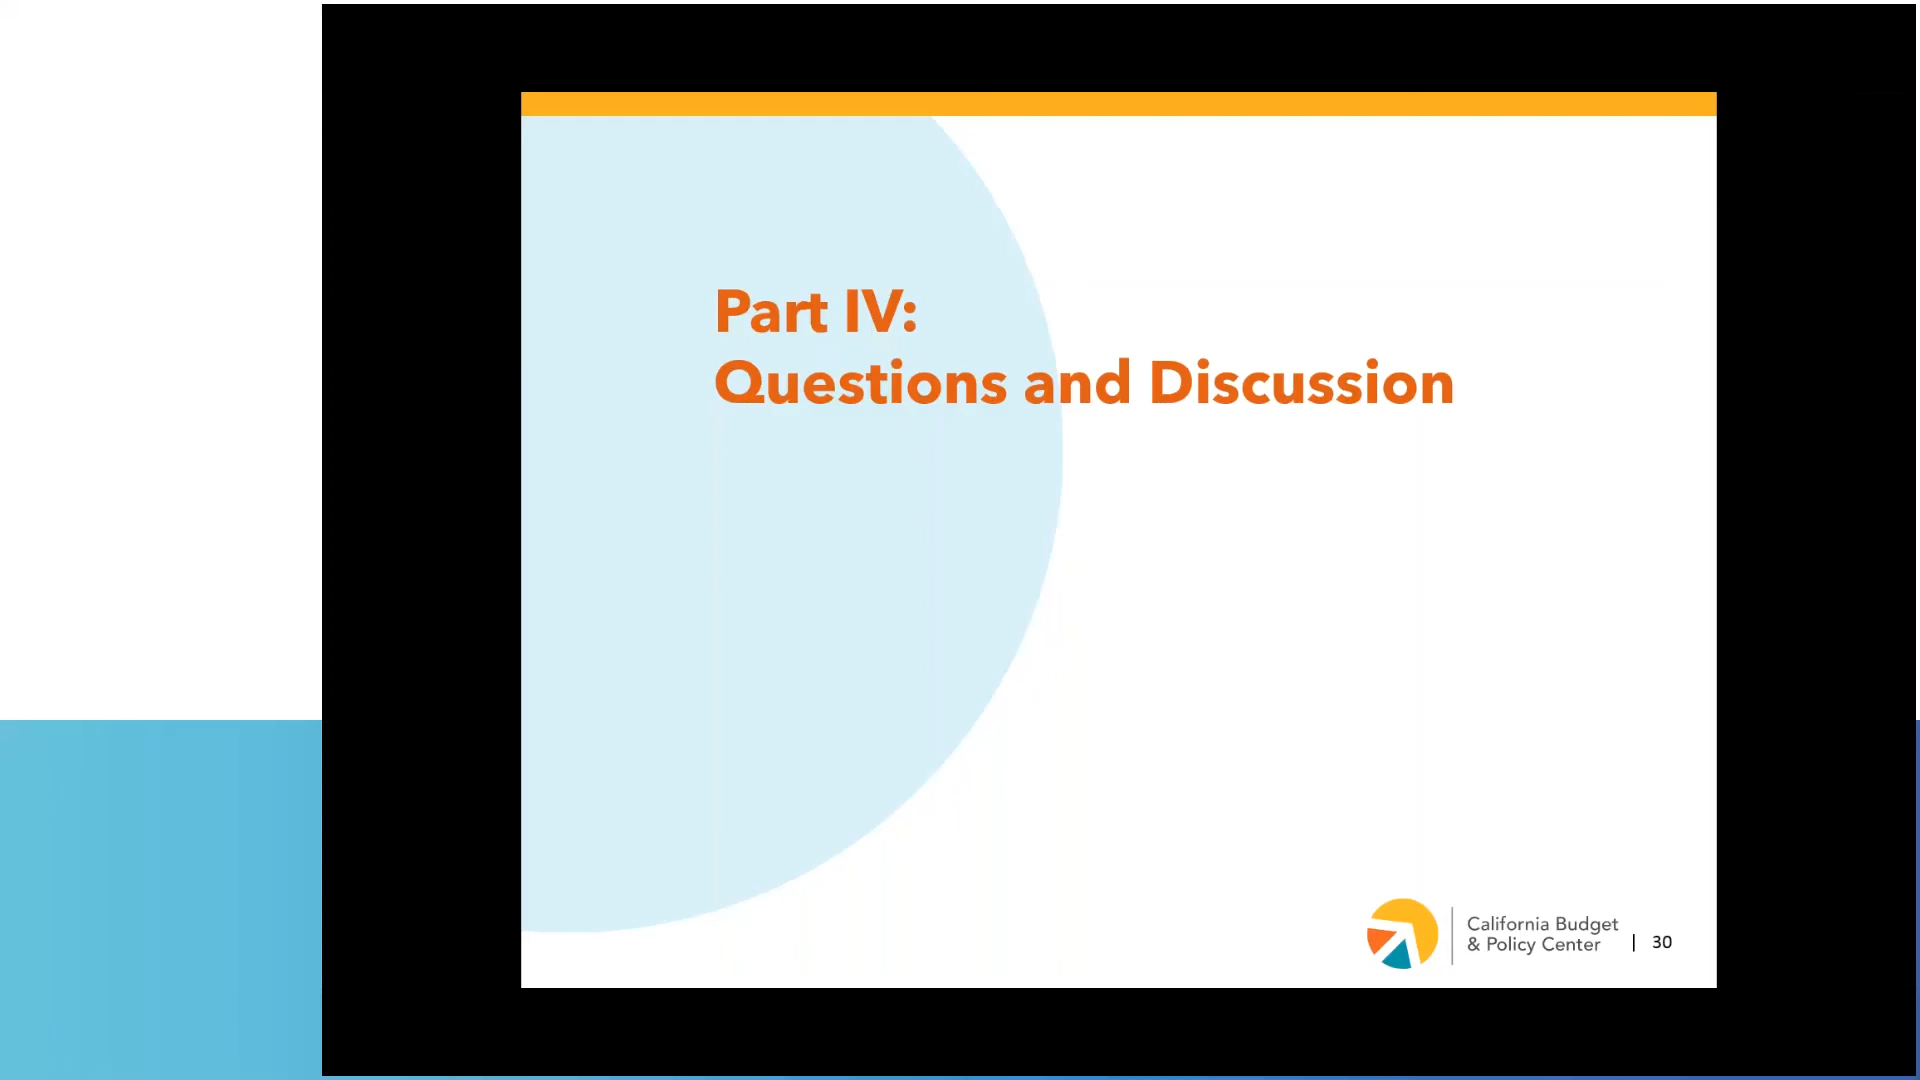 Part IV:
Questions and Discussion
California Budget
& Policy Center | 30